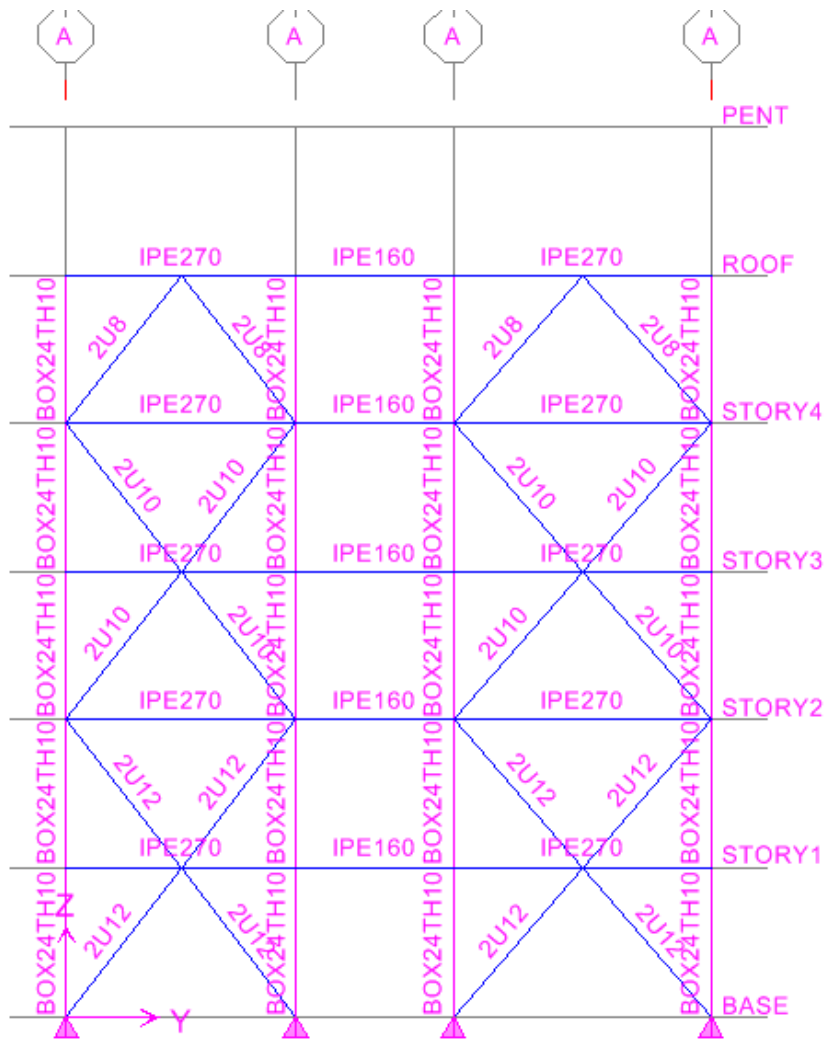 A A A A
PENT
IPE270 IPE160 IPE270
ROOF
BOX24TH10 2U8 2U8 BOX24TH10 BOX24TH10 2U8 2U8 BOX24TH10
IPE270 IPE160 IPE270
STORY4
BOX24TH10 2U10 2U10 BOX24TH10 BOX24TH10 2U10 2U10 BOX24TH10
IPE270 IPE160 IPE270
STORY3
BOX24TH10 2U10 2U10 BOX24TH10 BOX24TH10 2U10 2U10 BOX24TH10
IPE270 IPE160 IPE270
STORY2
BOX24TH10 2U12 2U12 BOX24TH10 BOX24TH10 2U12 2U12 BOX24TH10
IPE270 IPE160 IPE270
STORY1
BOX24TH10 2U12 2U12 BOX24TH10 BOX24TH10 2U12 2U12 BOX24TH10
Z
BASE
Y